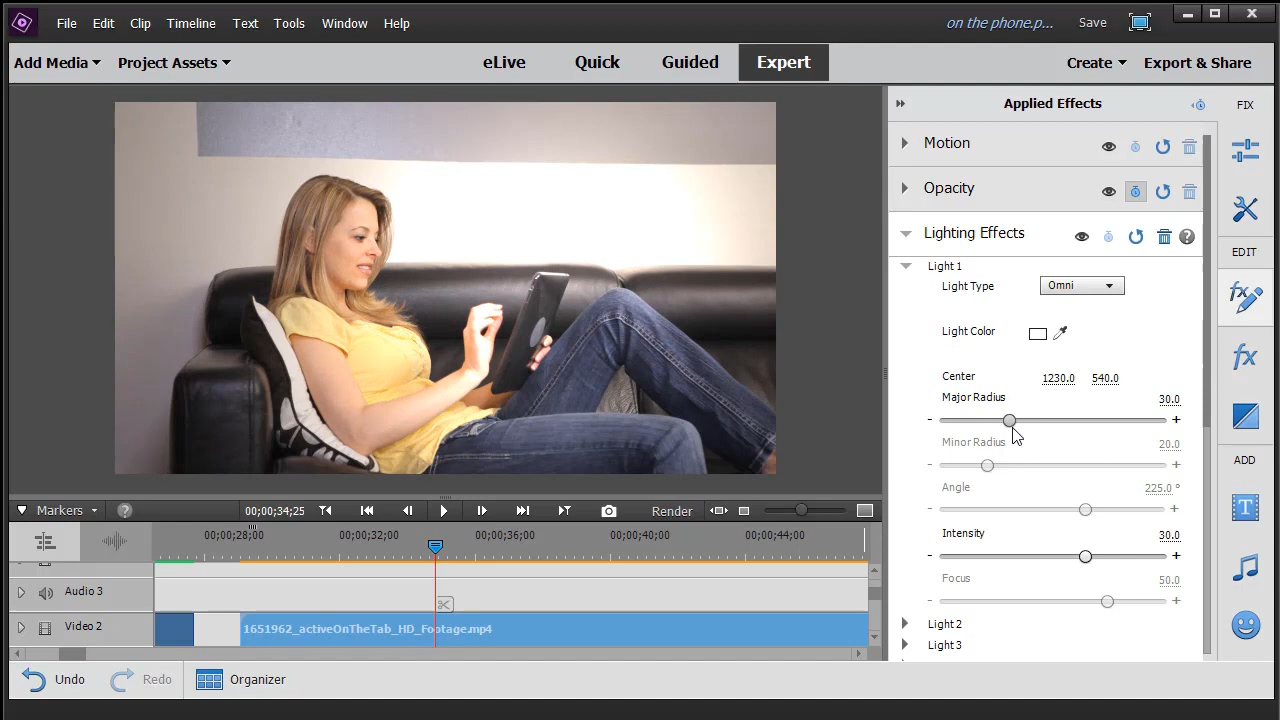 File Edit Clip Timeline Text Tools Window Help
on the phone.p... Save
Add Media Project Assets eLive Quick Guided Expert Create Export & Share
Applied Effects
FIX
Motion
Opacity
Lighting Effects
EDIT
Light 1
Light Type Omni
Light Color
Center 1230.0 540.0
Major Radius 30.0
- +
Minor Radius 20.0
- +
ADD
Angle 225.0 °
- +
Intensity 30.0
- +
Focus 50.0
- +
Light 2
Light 3
Markers 00;00;34;25 Render
00;00;28;00 00;00;32;00 00;00;36;00 00;00;40;00 00;00;44;00
Audio 3
Video 2 1651962_activeOnTheTab_HD_Footage.mp4
Undo Redo Organizer